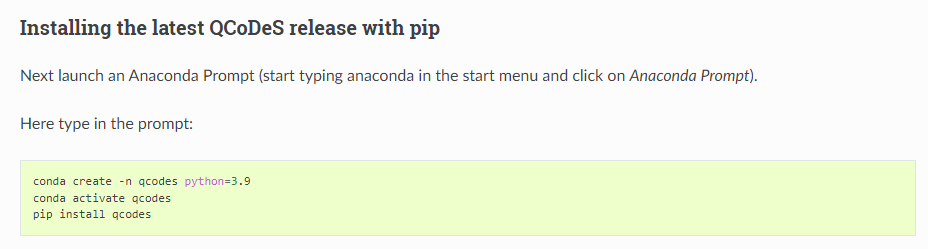 Installing the latest QCoDeS release with pip
Next launch an Anaconda Prompt (start typing anaconda in the start menu and click on Anaconda Prompt).
Here type in the prompt:
conda create -n qcodes python=3.9
conda activate qcodes
pip install qcodes